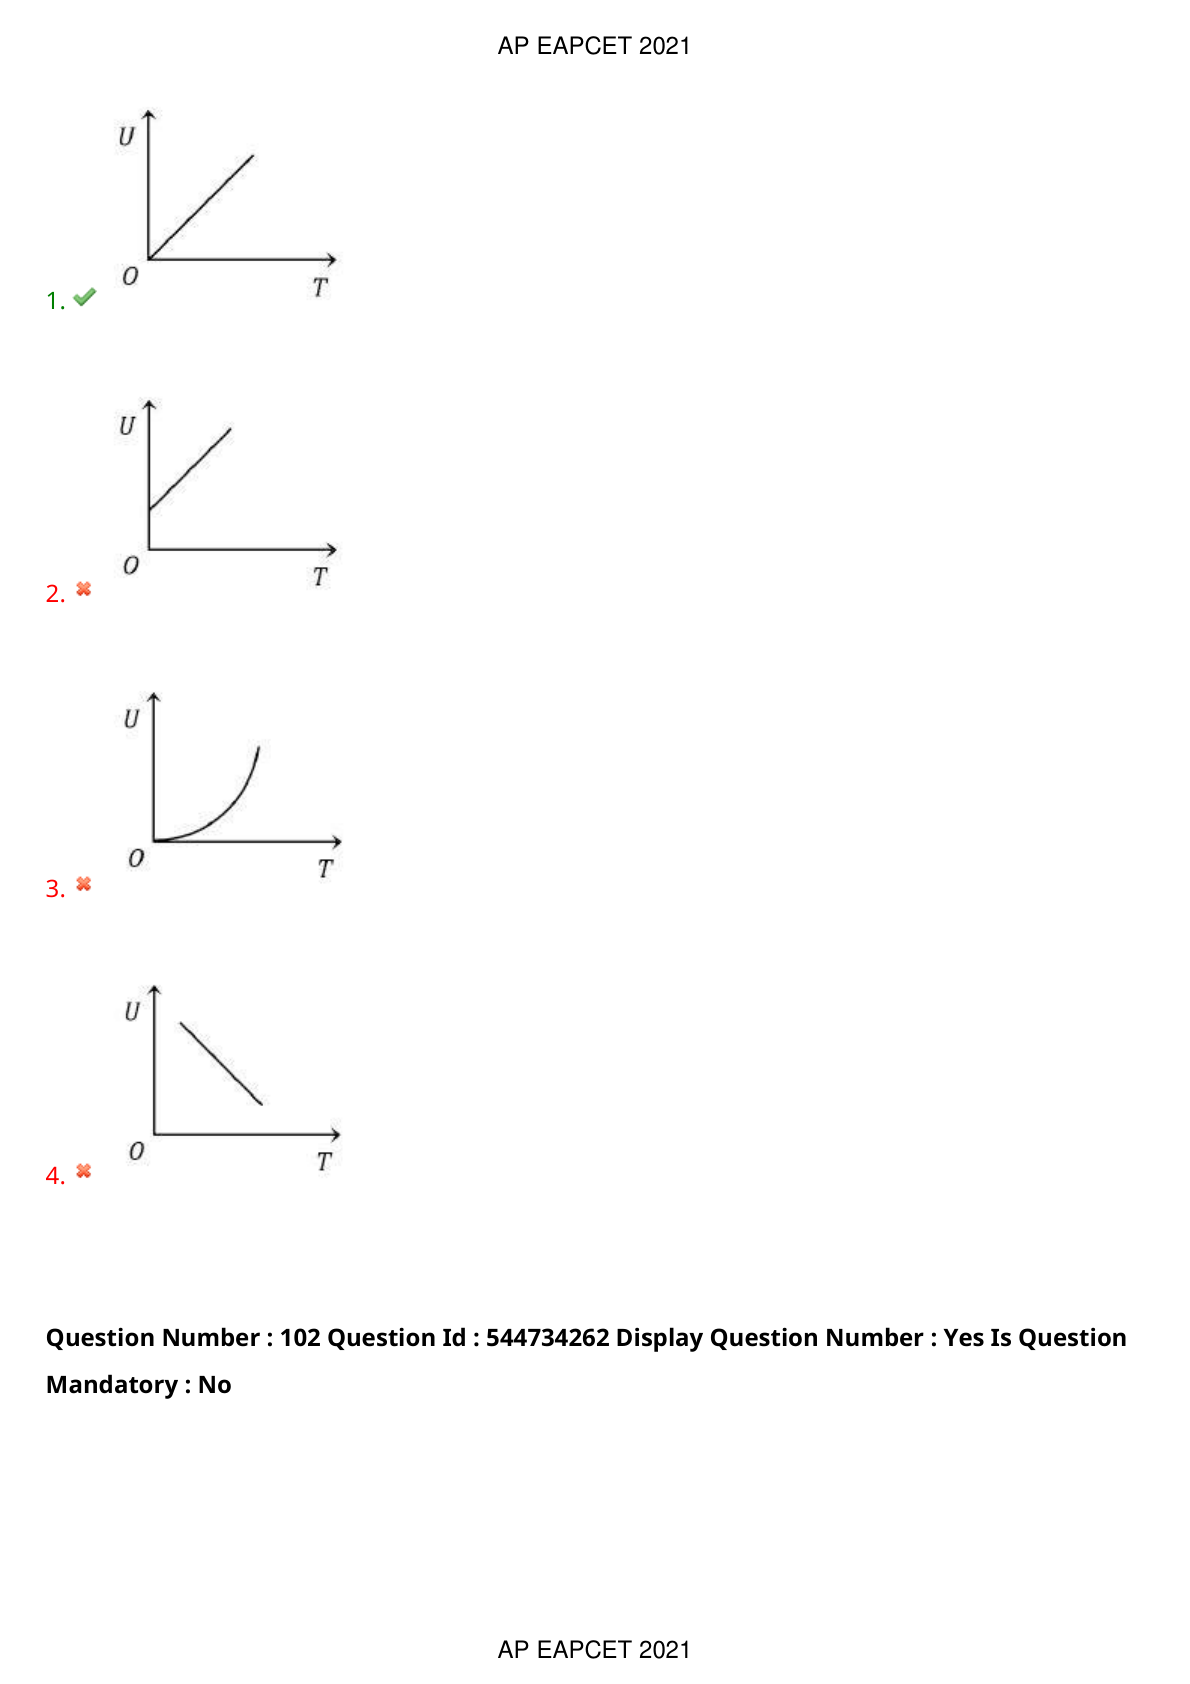 AP EAPCET 2021
U
O
T
1.
U
O
T
2.
U
O
T
3.
U
O
T
4.
Question Number : 102 Question Id : 544734262 Display Question Number : Yes Is Question
Mandatory : No
AP EAPCET 2021